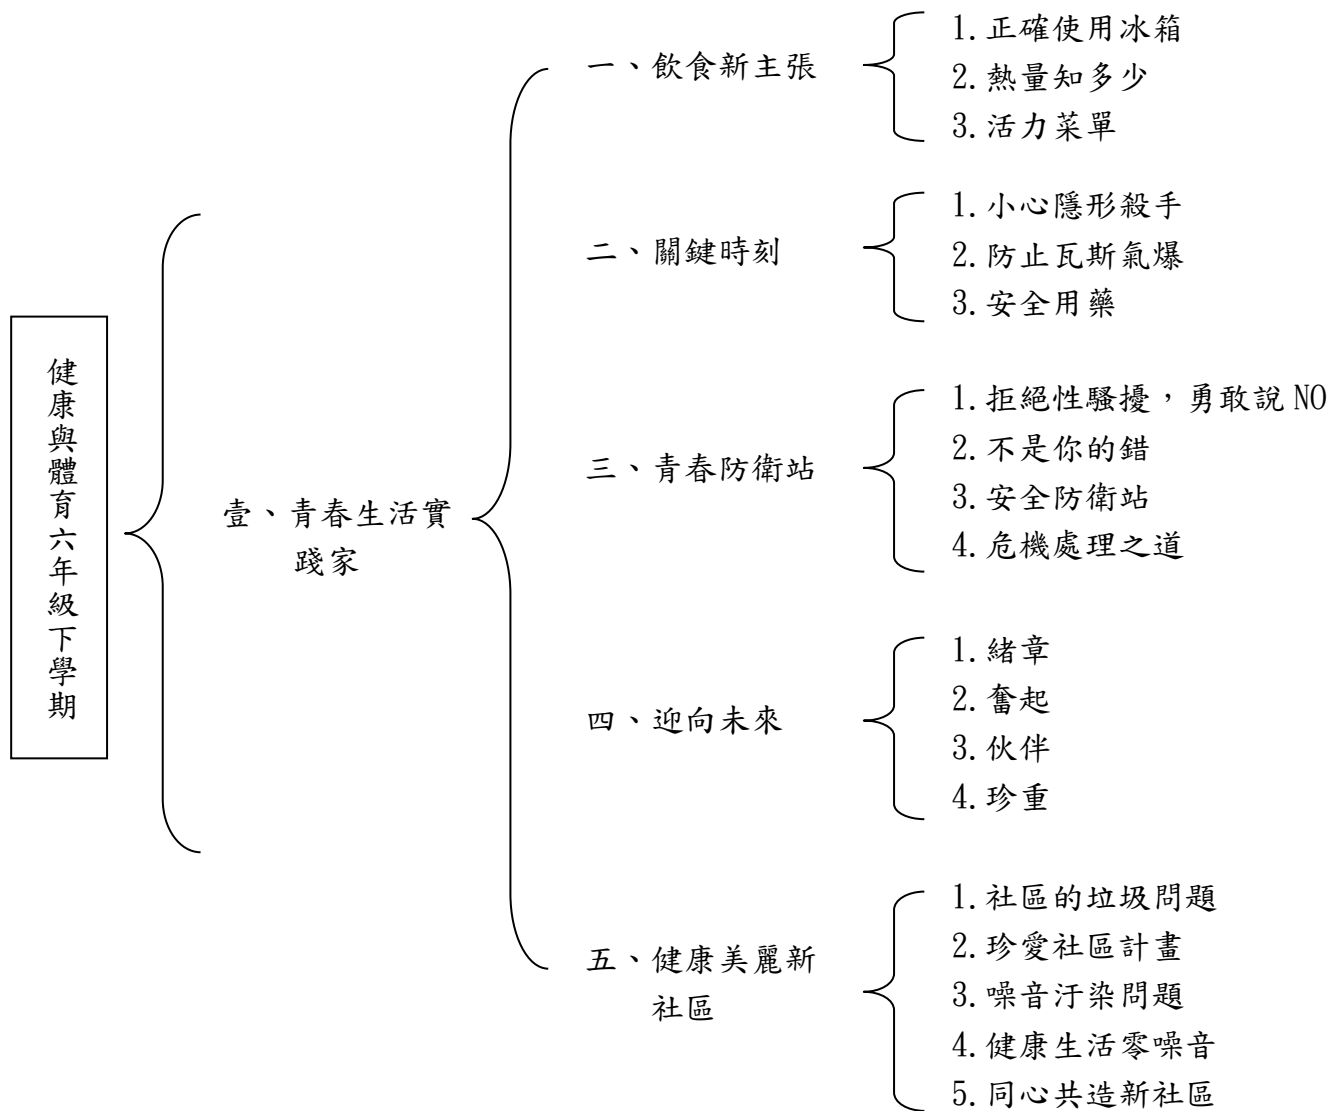 健康與體育六年級下學期
壹、青春生活實
踐家
一、飲食新主張
1.正確使用冰箱
2.熱量知多少
3.活力菜單
二、關鍵時刻
1.小心隱形殺手
2.防止瓦斯氣爆
3.安全用藥
三、青春防衛站
1.拒絕性騷擾，勇敢說 NO
2.不是你的錯
3.安全防衛站
4.危機處理之道
四、迎向未來
1.緒章
2.奮起
3.伙伴
4.珍重
五、健康美麗新
社區
1.社區的垃圾問題
2.珍愛社區計畫
3.噪音汙染問題
4.健康生活零噪音
5.同心共造新社區